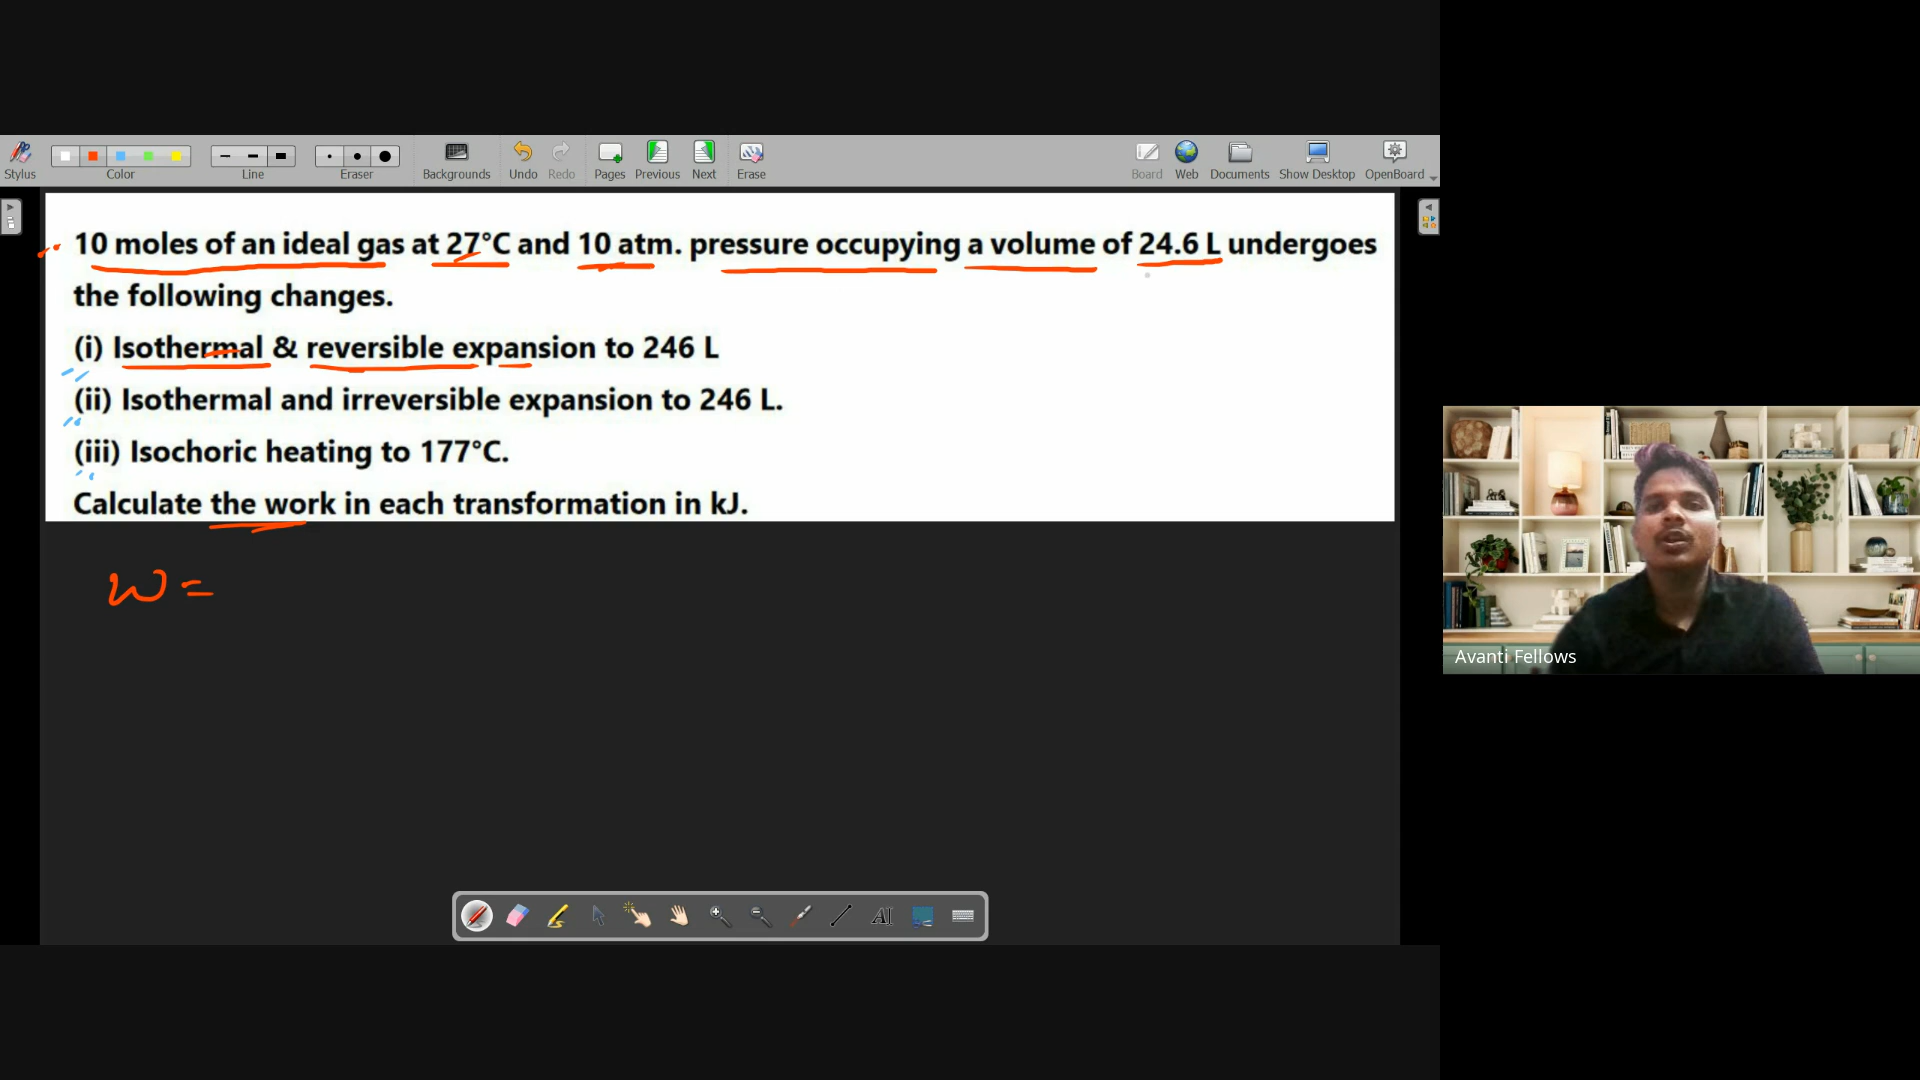 Stylus
Color
Line
Eraser
Backgrounds
Undo
Redo
Pages
Previous
Next
Erase
Board
Web
Documents
Show Desktop
OpenBoard
10 moles of an ideal gas at 27°C and 10 atm. pressure occupying a volume of 24.6 L undergoes
the following changes.
(i) Isothermal & reversible expansion to 246 L
(ii) Isothermal and irreversible expansion to 246 L.
(iii) Isochoric heating to 177°C.
Calculate the work in each transformation in kJ.
W =
Avanti Fellows
AI